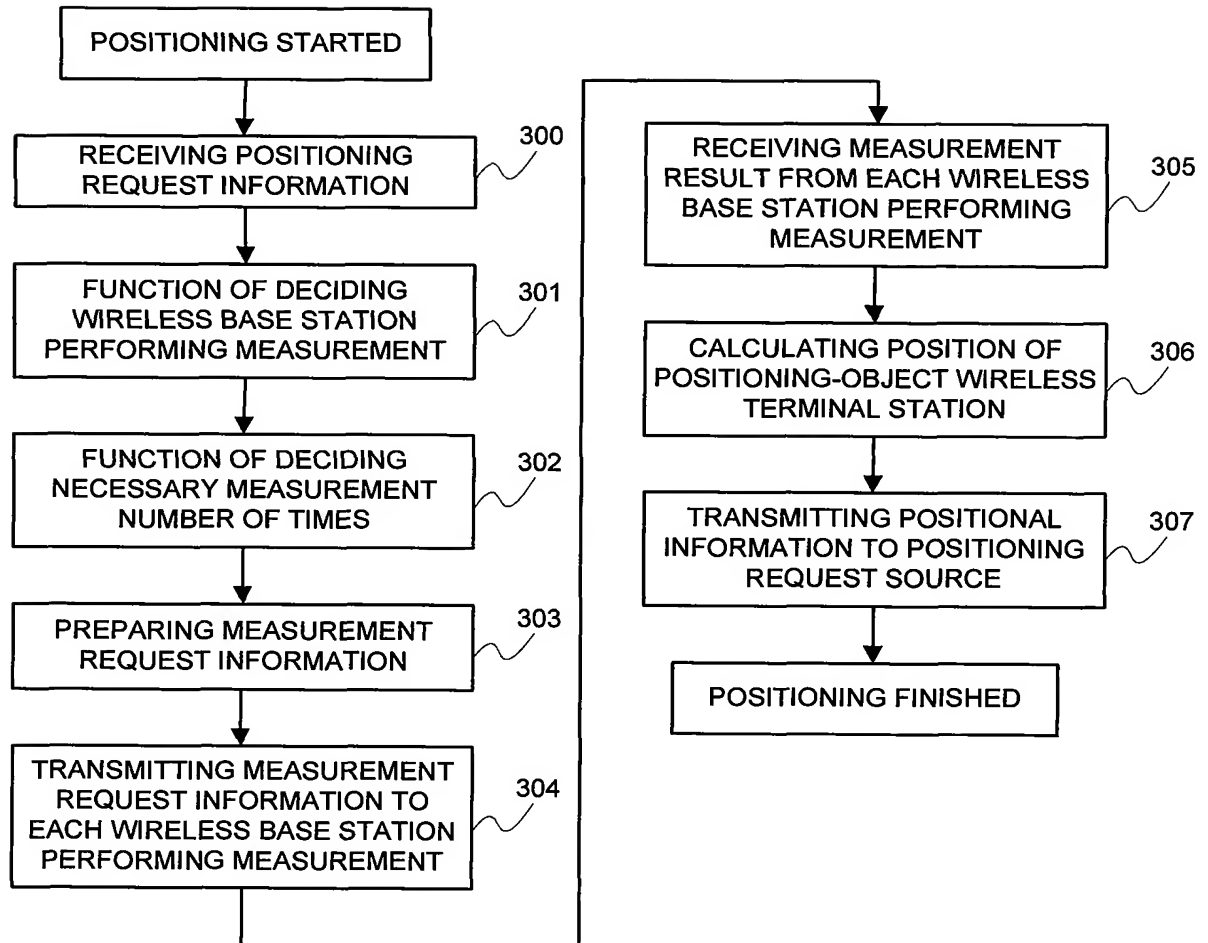 POSITIONING STARTED
RECEIVING POSITIONING
REQUEST INFORMATION
300
FUNCTION OF DECIDING
WIRELESS BASE STATION
PERFORMING MEASUREMENT
301
FUNCTION OF DECIDING
NECESSARY MEASUREMENT
NUMBER OF TIMES
302
PREPARING MEASUREMENT
REQUEST INFORMATION
303
TRANSMITTING MEASUREMENT
REQUEST INFORMATION TO
EACH WIRELESS BASE STATION
PERFORMING MEASUREMENT
304
RECEIVING MEASUREMENT
RESULT FROM EACH WIRELESS
BASE STATION PERFORMING
MEASUREMENT
305
CALCULATING POSITION OF
POSITIONING-OBJECT WIRELESS
TERMINAL STATION
306
TRANSMITTING POSITIONAL
INFORMATION TO POSITIONING
REQUEST SOURCE
307
POSITIONING FINISHED